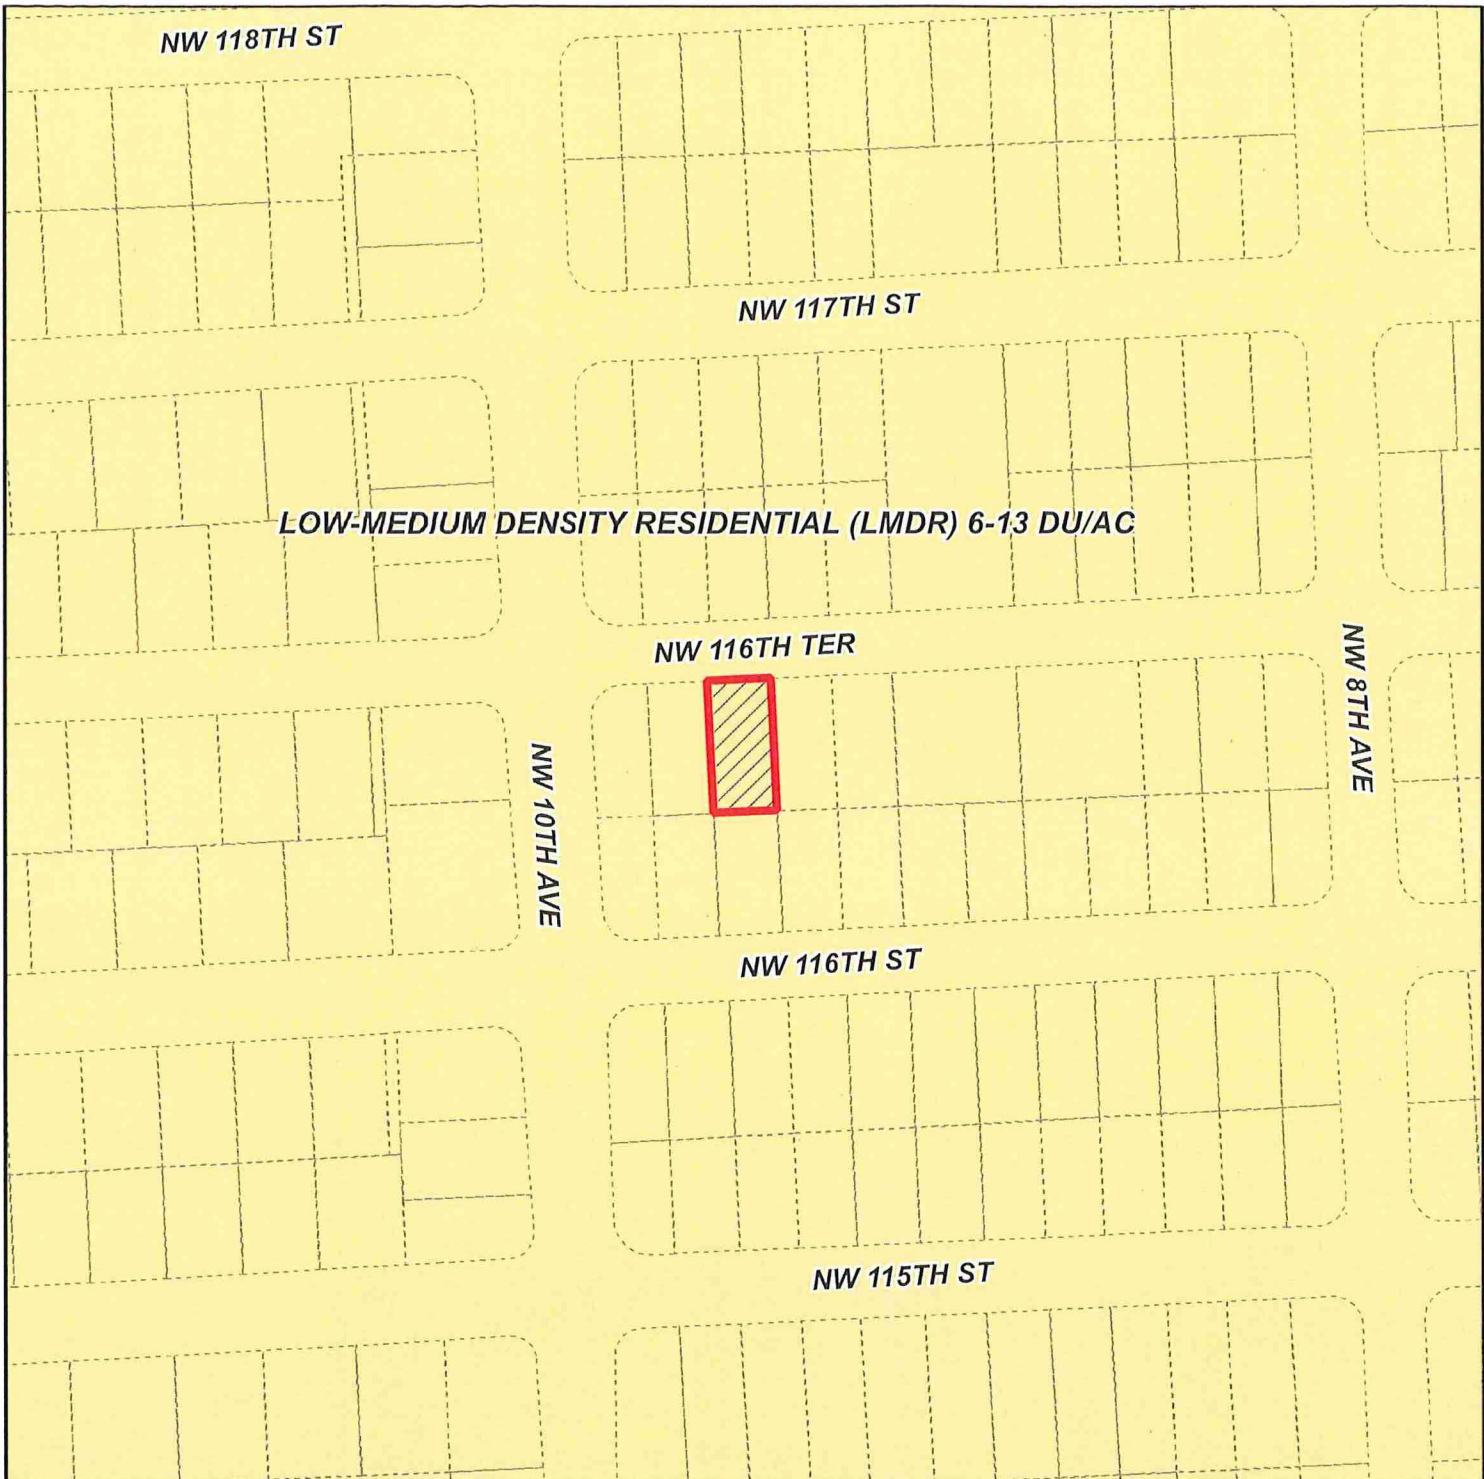 NW 118TH ST
NW 117TH ST
LOW-MEDIUM DENSITY RESIDENTIAL (LMDR) 6-13 DU/AC
NW 116TH TER
NW 8TH AVE
NW 10TH AVE
NW 116TH ST
NW 115TH ST